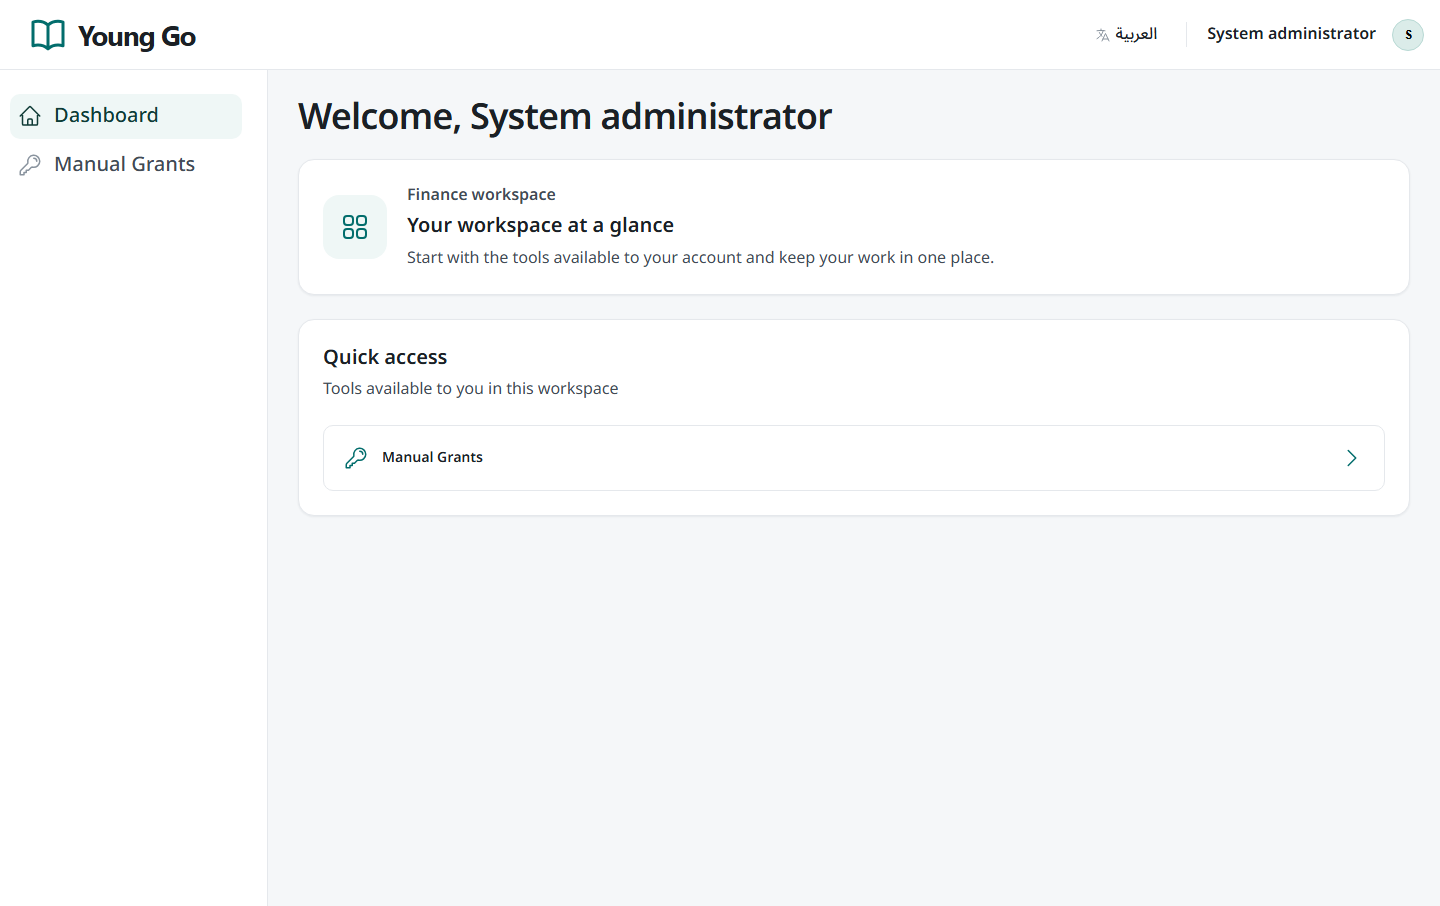 Young Go
العربية
System administrator
S
Dashboard
Manual Grants
Welcome, System administrator
Finance workspace
Your workspace at a glance
Start with the tools available to your account and keep your work in one place.
Quick access
Tools available to you in this workspace
Manual Grants